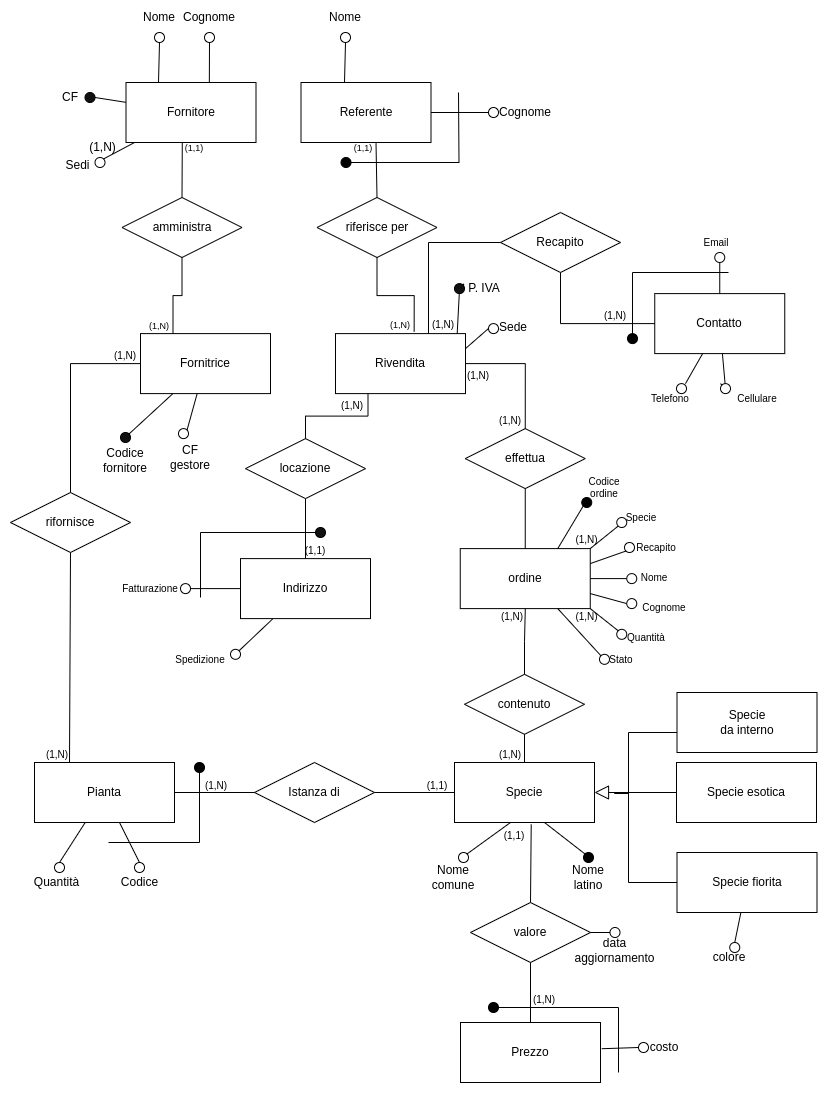 Nome Cognome
Nome
CF
Fornitore
Referente
Cognome
(1,N)
Sedi
(1,1)
(1,1)
amministra
riferisce per
Recapito
Email
P. IVA
(1,N)
Contatto
(1,N)
(1,N)
(1,N)
Sede
(1,N)
Fornitrice
Rivendita
(1,N)
Telefono
Cellulare
(1,N)
(1,N)
Codice
fornitore
CF
gestore
locazione
effettua
Codice
ordine
rifornisce
Specie
(1,N)
Recapito
(1,1)
ordine
Nome
Fatturazione
Indirizzo
Cognome
(1,N)
(1,N)
Quantità
Spedizione
Stato
contenuto
Specie
da interno
(1,N)
(1,N)
Pianta
(1,N)
Istanza di
(1,1)
Specie
Specie esotica
(1,1)
Quantità
Codice
Nome
comune
Nome
latino
Specie fiorita
valore
data
aggiornamento
colore
(1,N)
Prezzo
costo